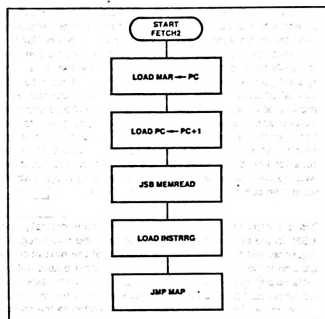 START
FETCH2
LOAD MAR ← PC
LOAD PC ← PC+1
JSB MEMREAD
LOAD INSTRRG
JMP MAP